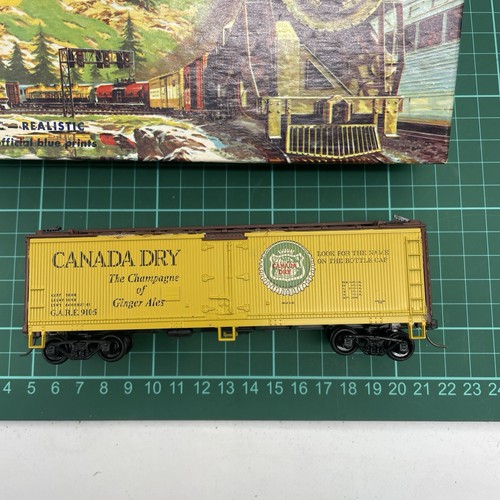 REALISTIC
official blue prints
CANADA DRY
The Champagne
of
Ginger Ales
G.A.R.E. 9105
CANADA DRY
LOOK FOR THE NAME
ON THE BOTTLE CAP
4 5 6 7 8 9 10 11 12 13 14 15 16 17 18 19 20 21 22 23 24